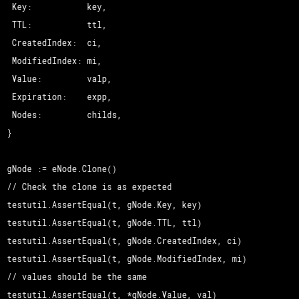 Key:           key,
TTL:           ttl,
CreatedIndex:  ci,
ModifiedIndex: mi,
Value:         valp,
Expiration:    expp,
Nodes:         childs,
}
gNode := eNode.Clone()
// Check the clone is as expected
testutil.AssertEqual(t, gNode.Key, key)
testutil.AssertEqual(t, gNode.TTL, ttl)
testutil.AssertEqual(t, gNode.CreatedIndex, ci)
testutil.AssertEqual(t, gNode.ModifiedIndex, mi)
// values should be the same
testutil.AssertEqual(t, *gNode.Value, val)